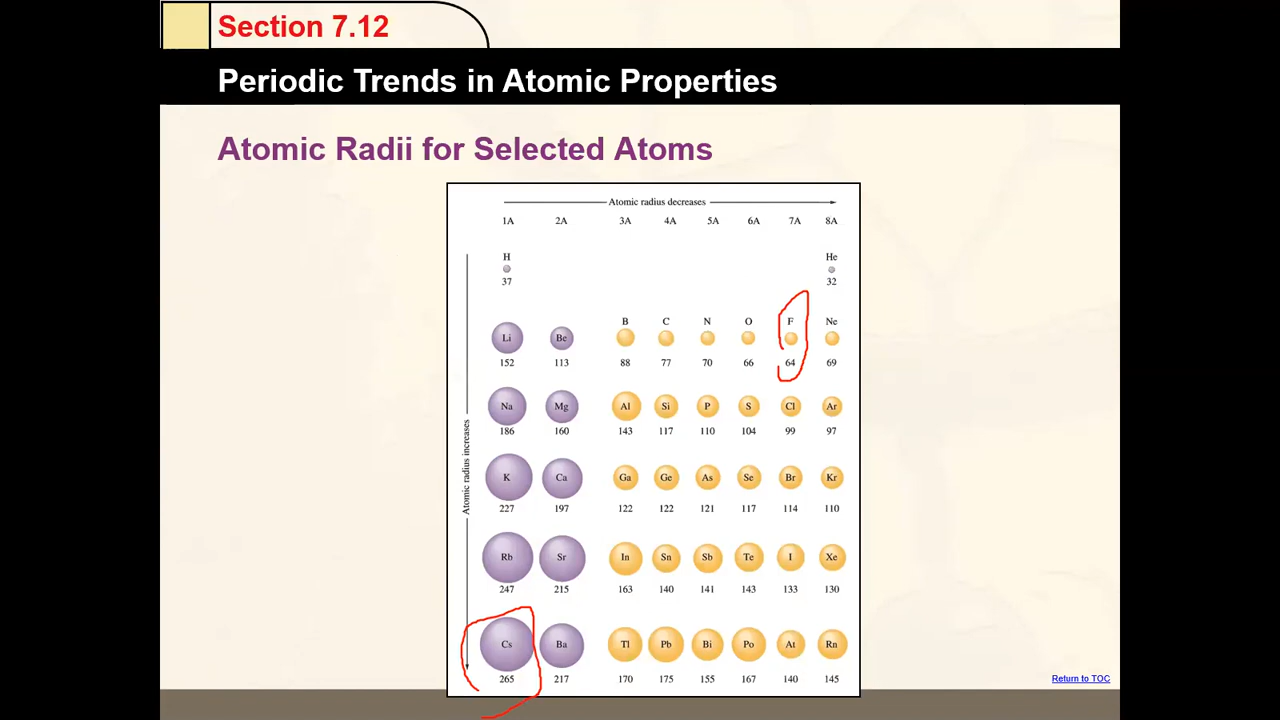 Section 7.12
Periodic Trends in Atomic Properties
Atomic Radii for Selected Atoms
Atomic radius decreases
1A 2A 3A 4A 5A 6A 7A 8A
H He
37 32
B C N O F Ne
Li Be
152 113 88 77 70 66 64 69
Na Mg Al Si P S Cl Ar
186 160 143 117 110 104 99 97
Atomic radius increases
K Ca Ga Ge As Se Br Kr
227 197 122 122 121 117 114 110
Rb Sr In Sn Sb Te I Xe
247 215 163 140 141 143 133 130
Cs Ba Tl Pb Bi Po At Rn
265 217 170 175 155 167 140 145
Return to TOC